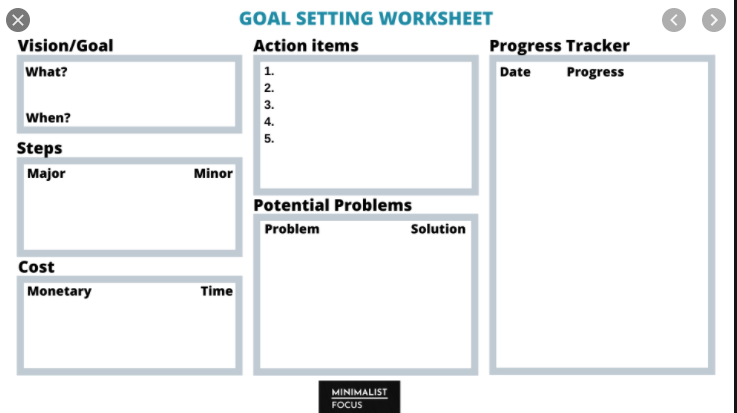 GOAL SETTING WORKSHEET
Vision/Goal
What?
When?
Steps
Major Minor
Cost
Monetary Time
Action items
1.
2.
3.
4.
5.
Potential Problems
Problem Solution
Progress Tracker
Date Progress
MINIMALIST
FOCUS